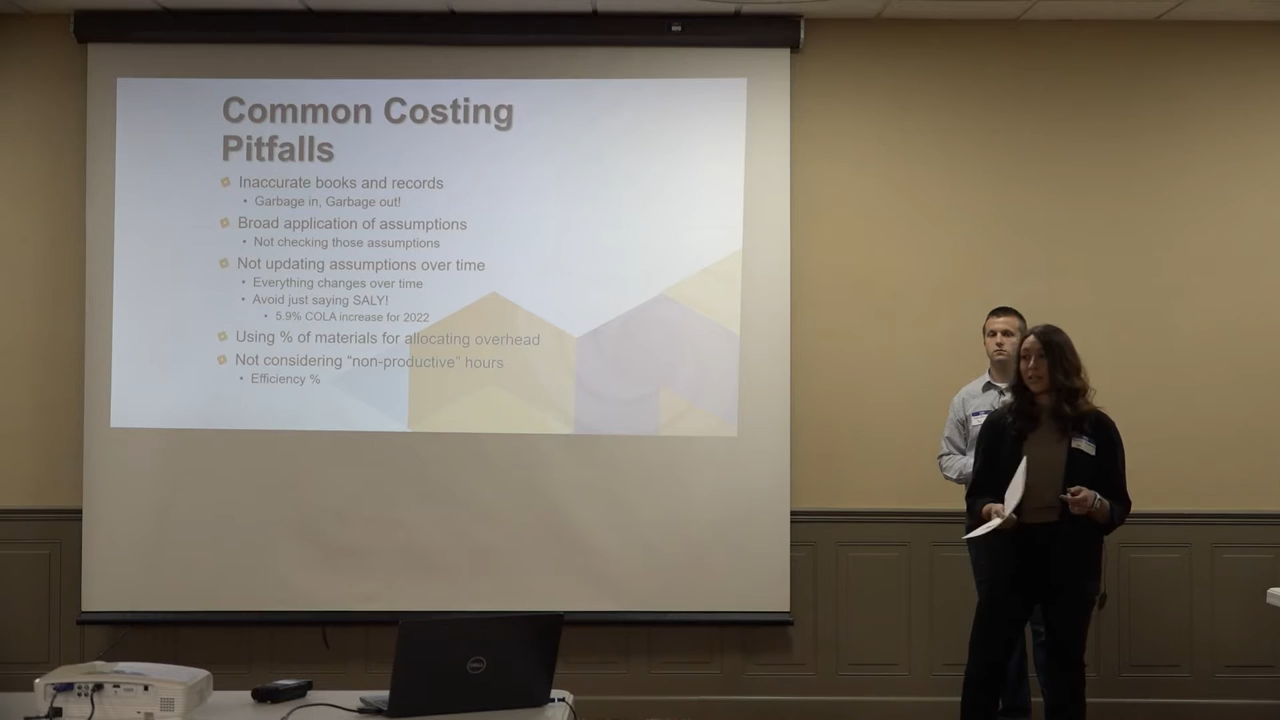 Common Costing
Pitfalls
Inaccurate books and records
• Garbage in, Garbage out!
Broad application of assumptions
• Not checking those assumptions
Not updating assumptions over time
• Everything changes over time
• Avoid just saying SALY!
• 5.9% COLA increase for 2022
Using % of materials for allocating overhead
Not considering “non-productive” hours
• Efficiency %
DELL